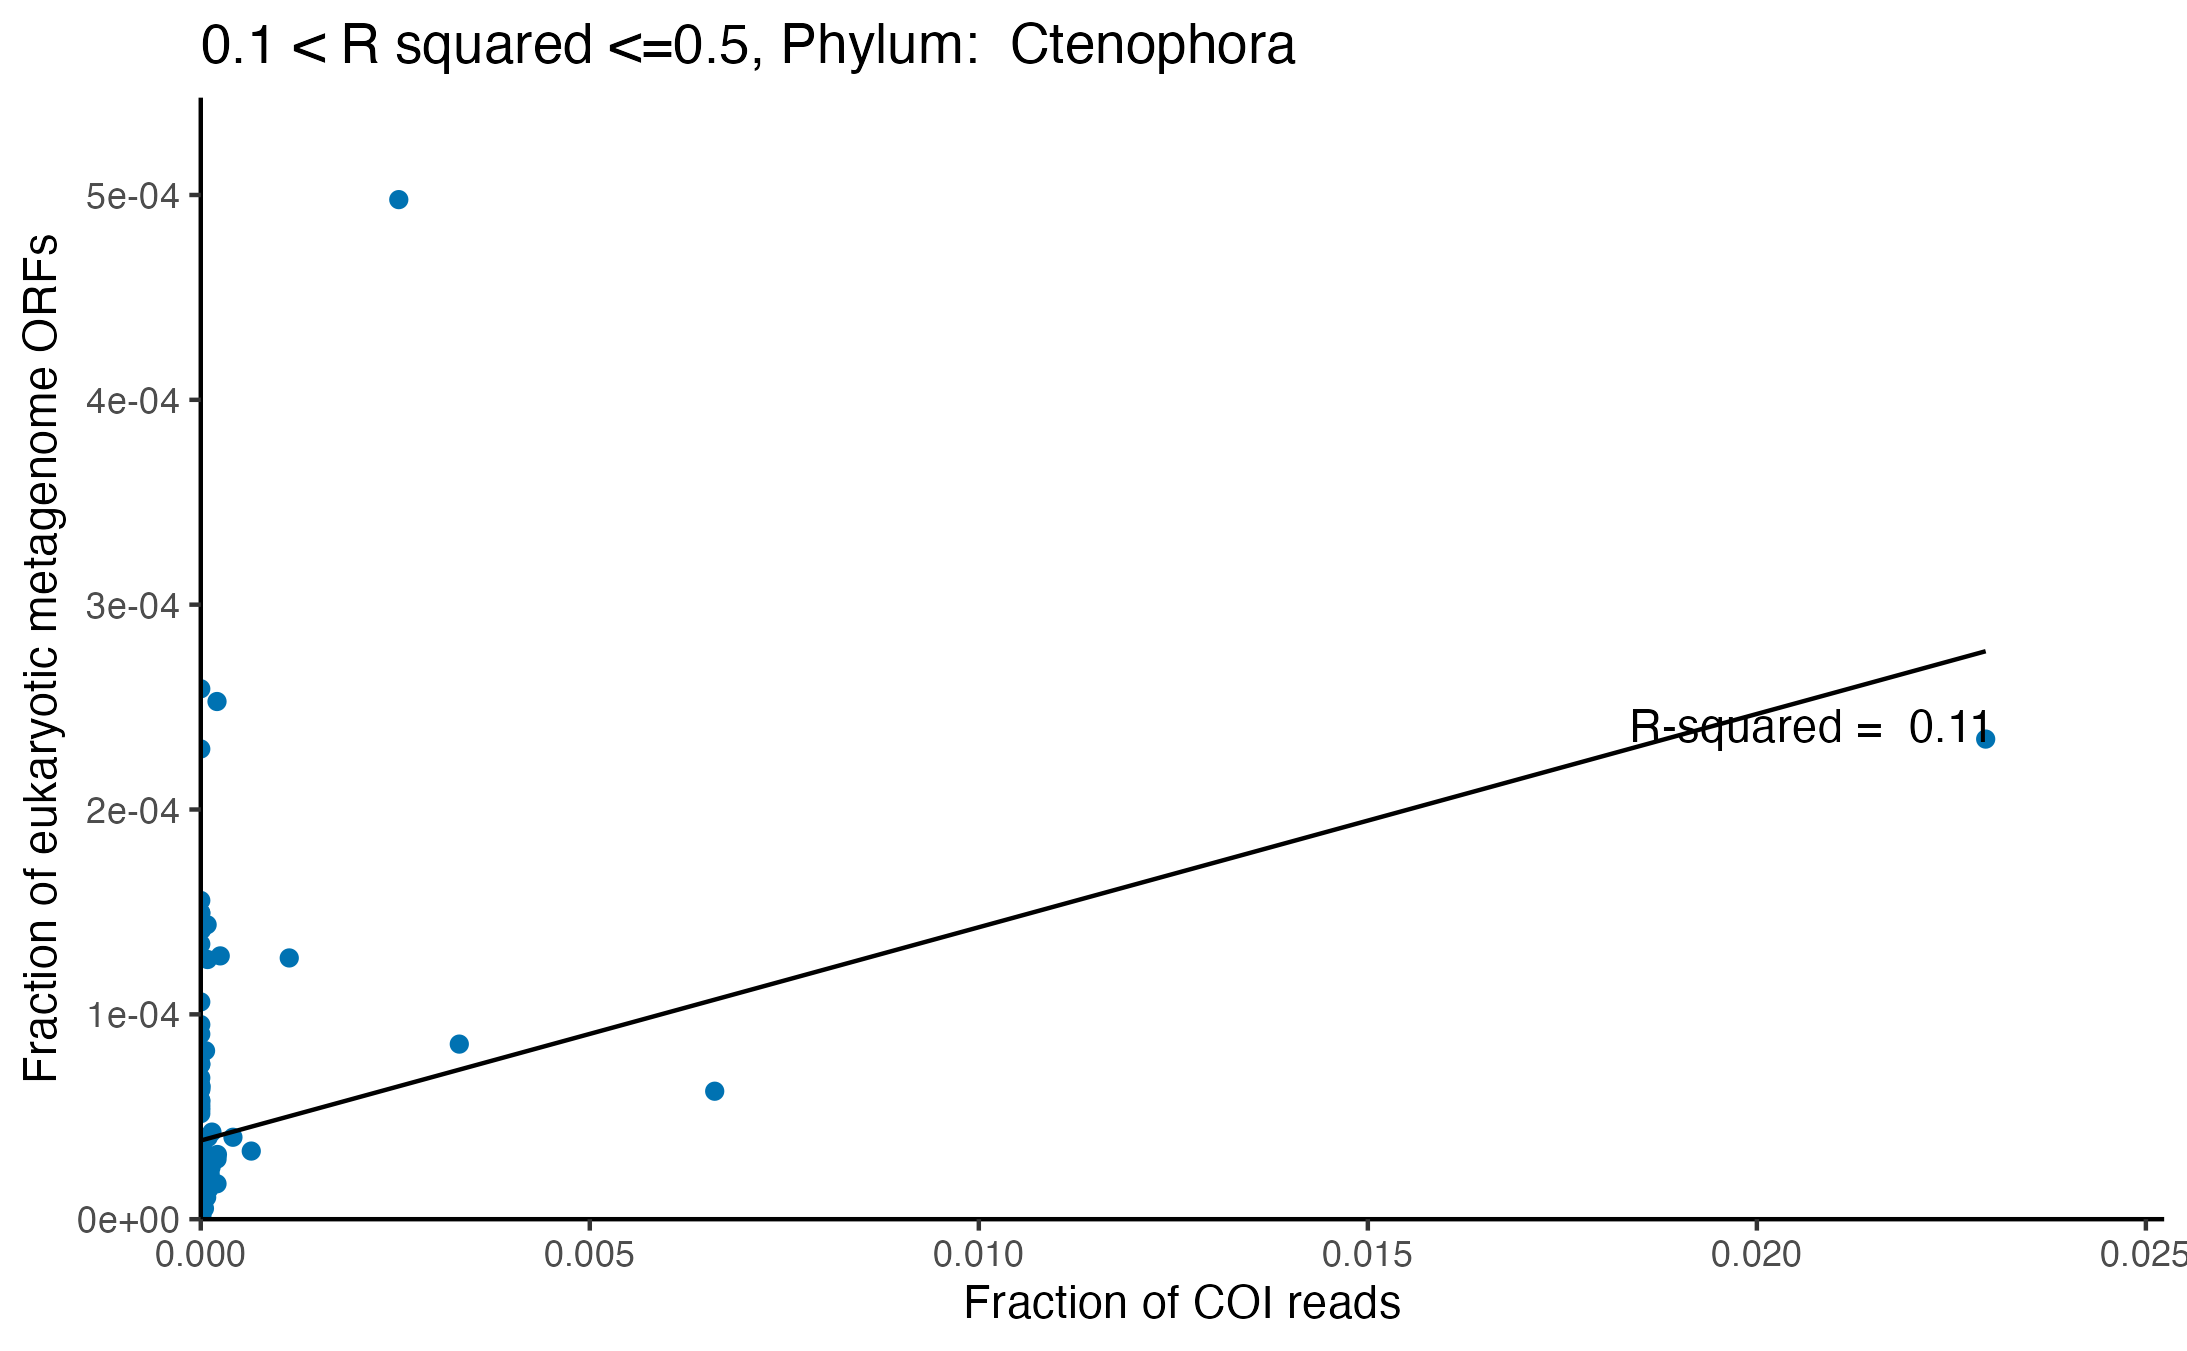 0.1 < R squared <=0.5, Phylum:  Ctenophora
Fraction of eukaryotic metagenome ORFs
5e-04
4e-04
3e-04
2e-04
1e-04
0e+00
R-squared =  0.11
0.000
0.005
0.010
0.015
0.020
0.025
Fraction of COI reads